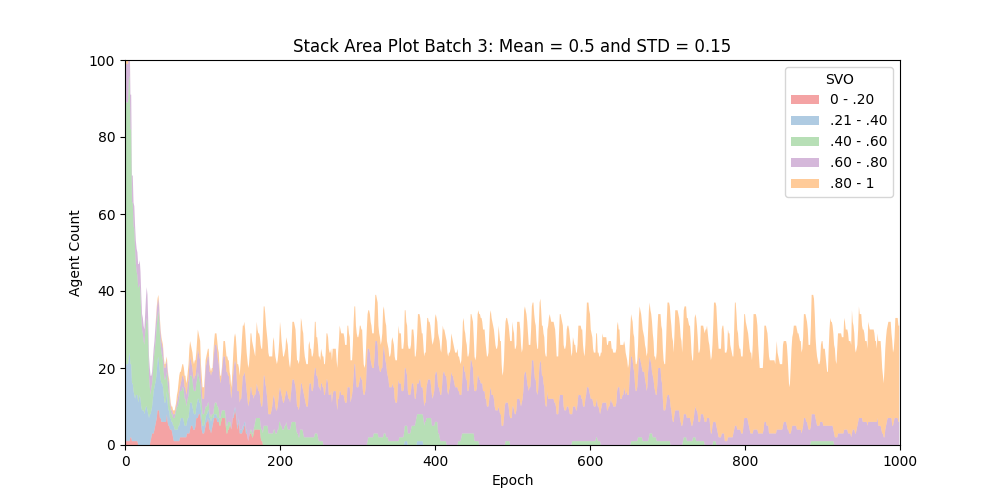 Stack Area Plot Batch 3: Mean = 0.5 and STD = 0.15
100
80
60
40
20
0
Agent Count
0
200
400
600
800
1000
Epoch
SVO
0 - .20
.21 - .40
.40 - .60
.60 - .80
.80 - 1